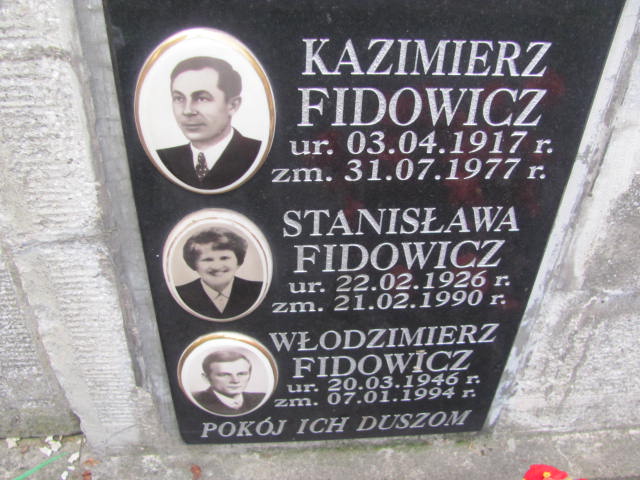 KAZIMIERZ
FIDOWICZ
ur. 03.04.1917 r.
zm. 31.07.1977 r.
STANISŁAWA
FIDOWICZ
ur. 22.02.1926 r.
zm. 21.02.1990 r.
WŁODZIMIERZ
FIDOWICZ
ur. 20.03.1946 r.
zm. 07.01.1994 r.
POKÓJ ICH DUSZOM